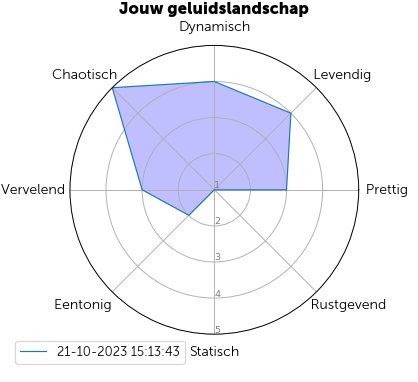 Jouw geluidslandschap
Dynamisch
Chaotisch
Levendig
Vervelend
1
Prettig
2
3
4
Eentonig
Rustgevend
5
21-10-2023 15:13:43
Statisch